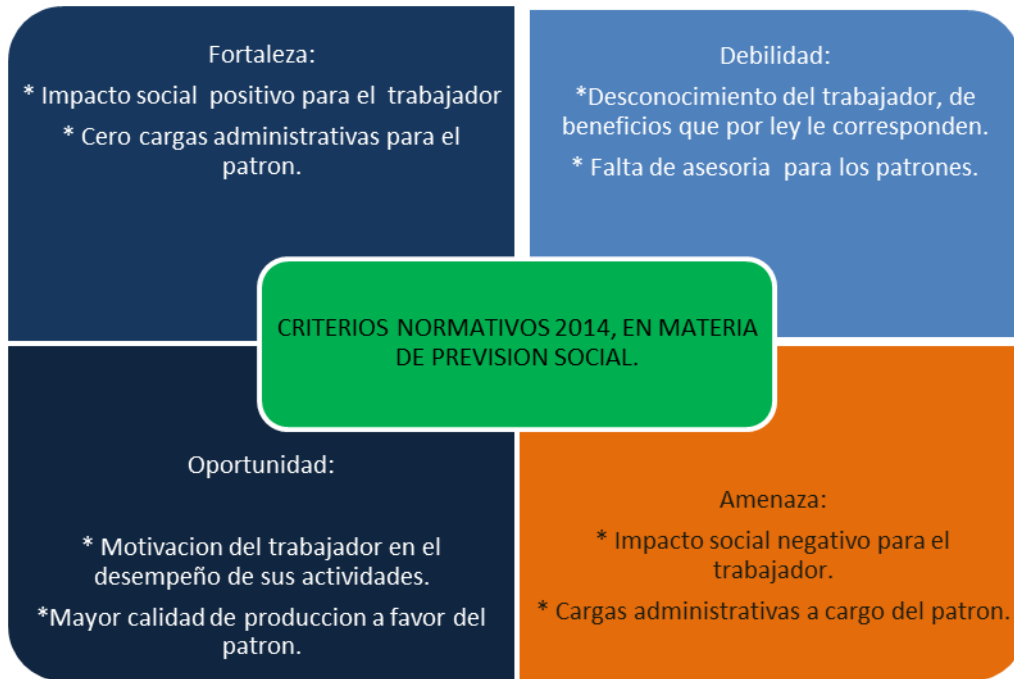 Fortaleza:
* Impacto social positivo para el trabajador
* Cero cargas administrativas para el
patron.
Debilidad:
*Desconocimiento del trabajador, de
beneficios que por ley le corresponden.
* Falta de asesoria para los patrones.
CRITERIOS NORMATIVOS 2014, EN MATERIA
DE PREVISION SOCIAL.
Oportunidad:
* Motivacion del trabajador en el
desempeño de sus actividades.
*Mayor calidad de produccion a favor del
patron.
Amenaza:
* Impacto social negativo para el
trabajador.
* Cargas administrativas a cargo del patron.